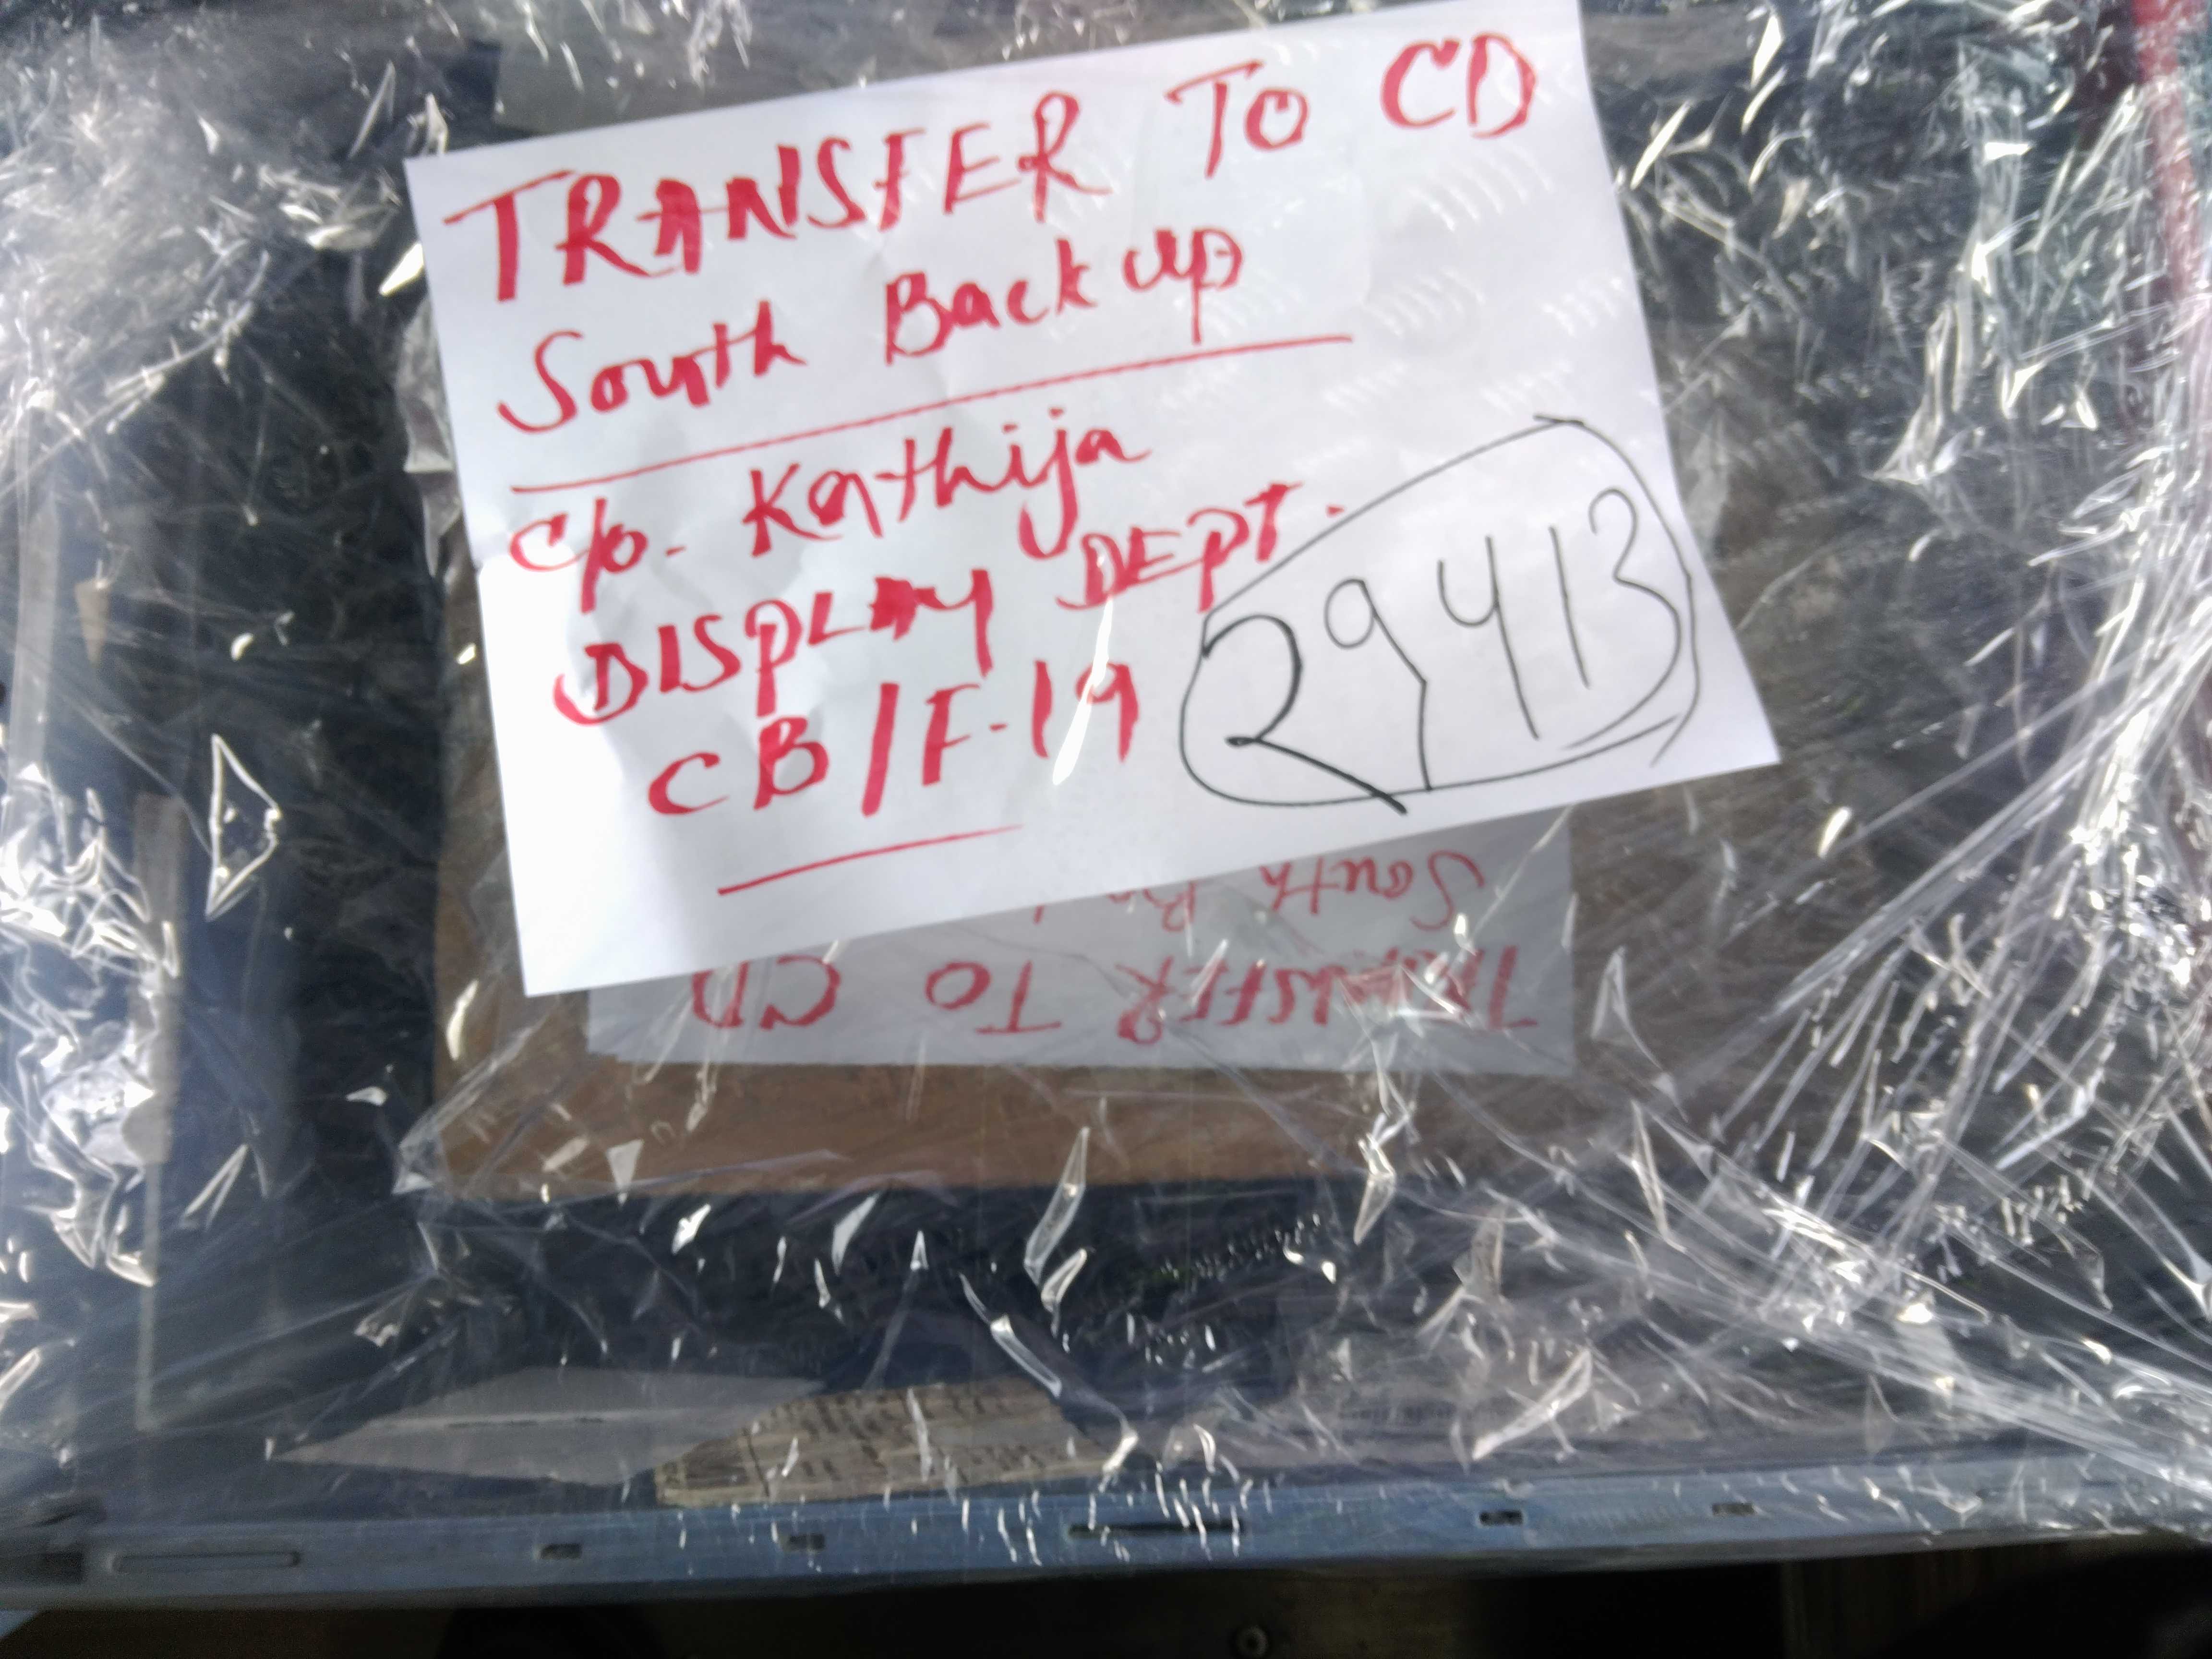 TRANSFER TO CD
South Backup
C/o. Kathija
DISPLAY DEPT.
CB/F-19
29413
South
TRANSFER TO CD